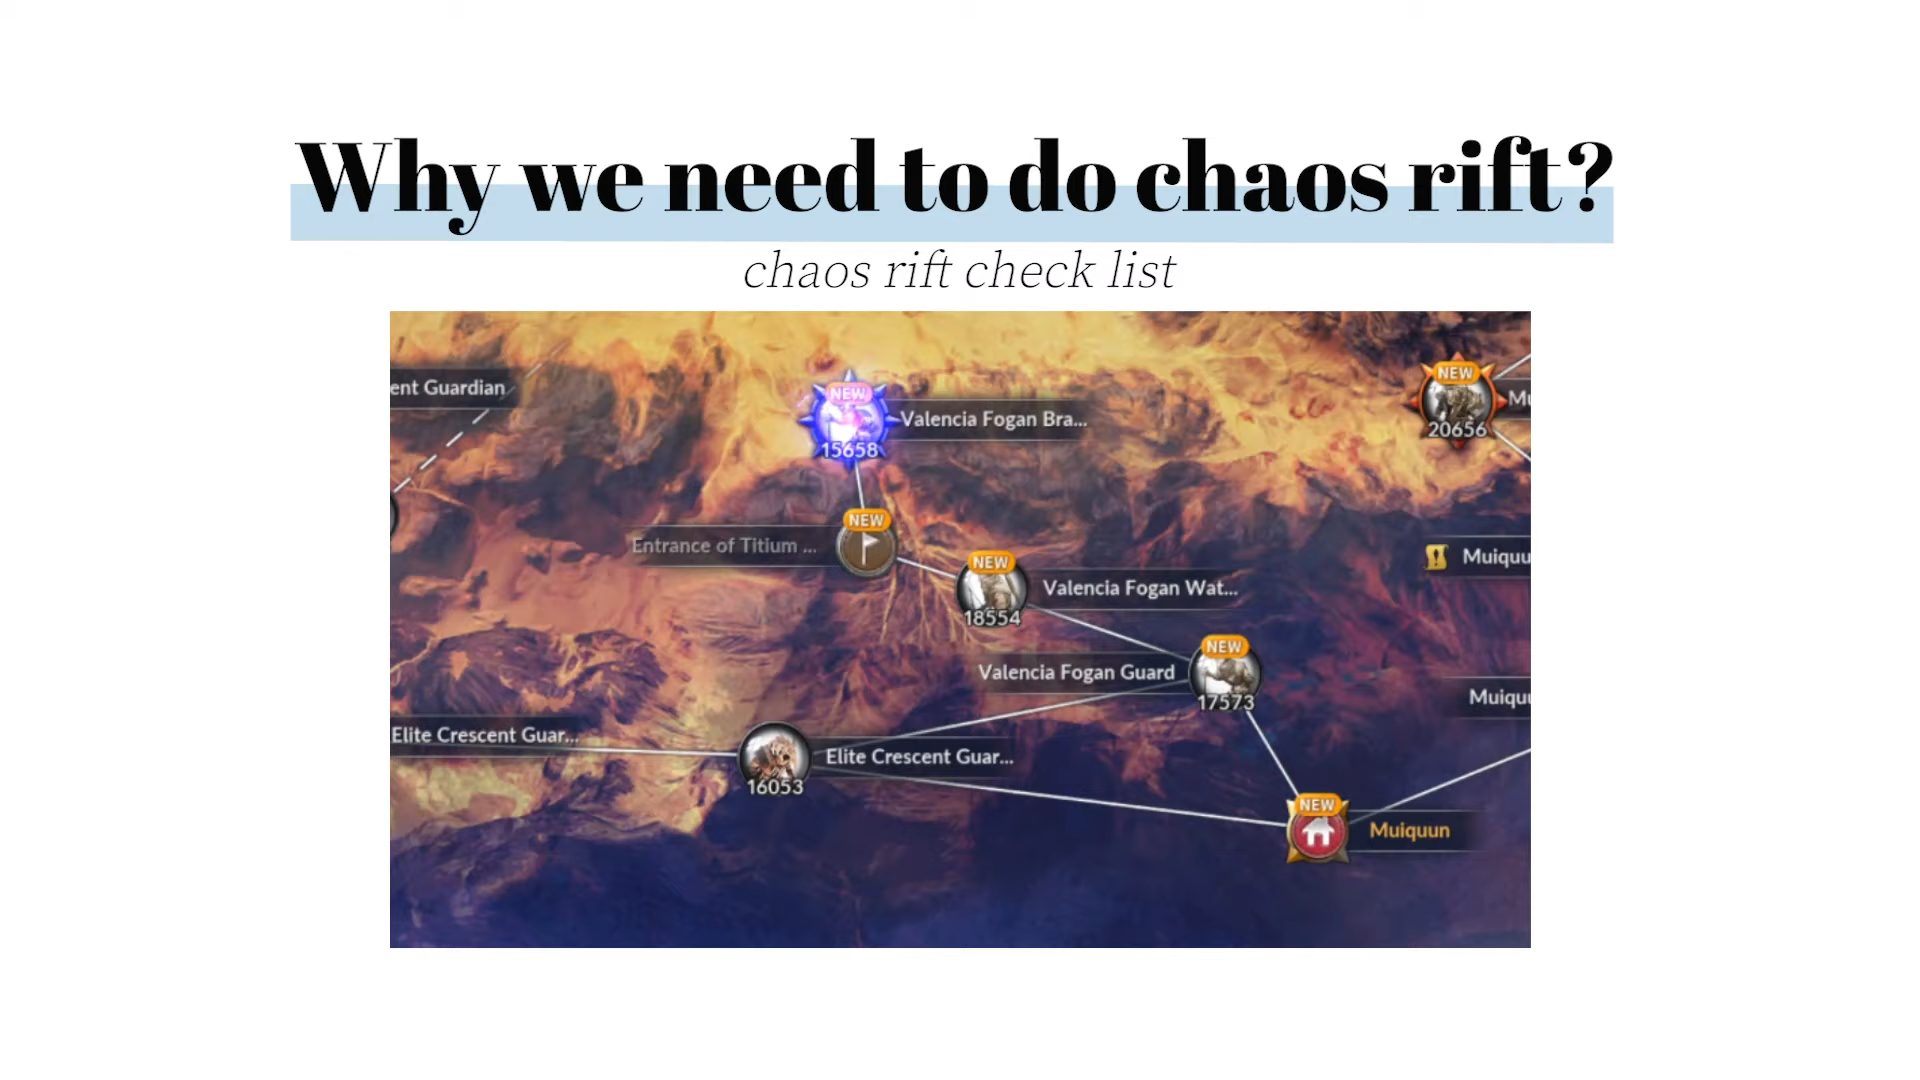 Why we need to do chaos rift?
chaos rift check list
ent Guardian
NEW
Valencia Fogan Bra...
15658
NEW
Mu
20656
NEW
Entrance of Titium ...
NEW
Valencia Fogan Wat...
18554
Muiquu
NEW
Valencia Fogan Guard
17573
Muiqu
Elite Crescent Guar...
Elite Crescent Guar...
16053
NEW
Muiquun